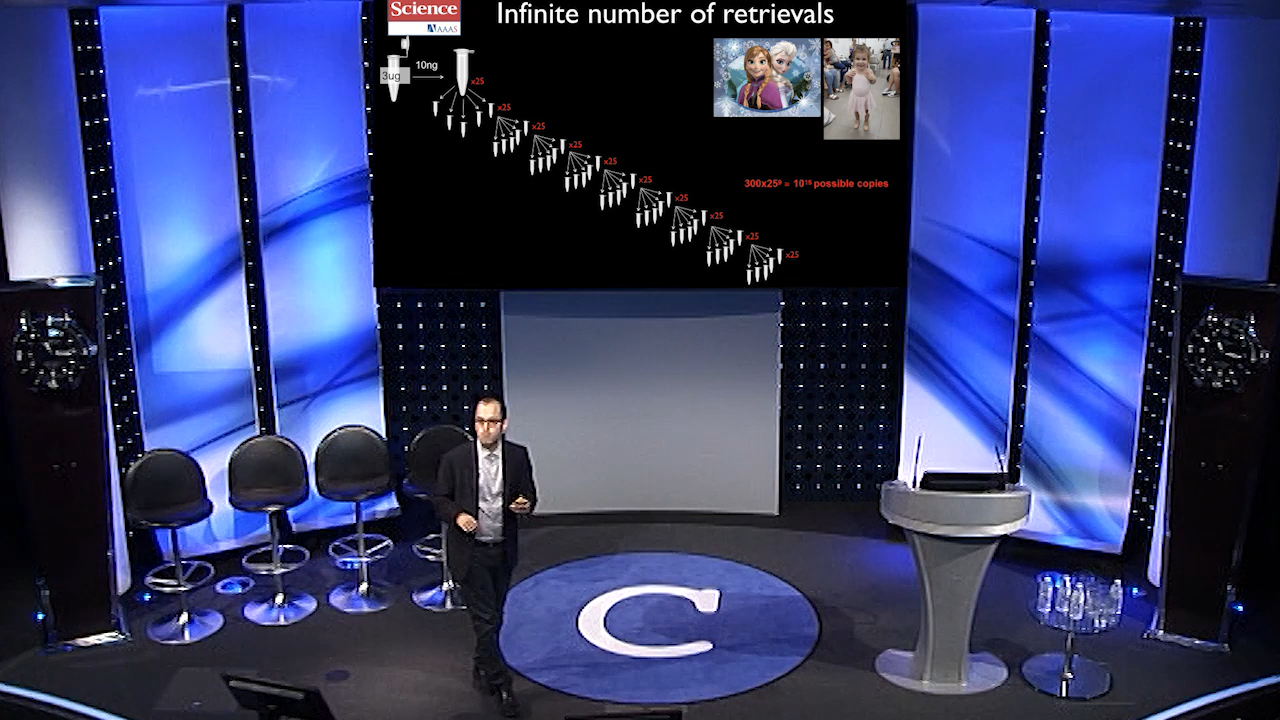 Science
AAAS
Infinite number of retrievals
3ug
10ng
x25
x25
x25
x25
x25
x25
x25
x25
x25
x25
300x25⁹ = 10¹⁵ possible copies
C